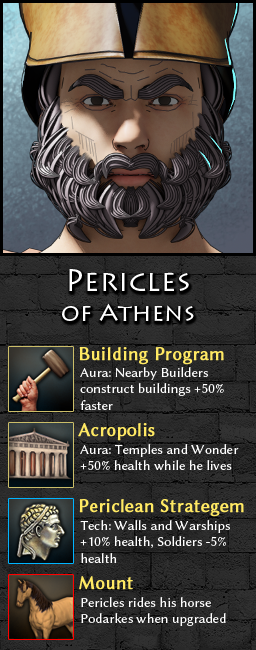 PERICLES
OF ATHENS
Building Program
Aura: Nearby Builders
construct buildings +50%
faster
Acropolis
Aura: Temples and Wonder
+50% health while he lives
Periclean Strategem
Tech: Walls and Warships
+10% health, Soldiers -5%
health
Mount
Pericles rides his horse
Podarkes when upgraded